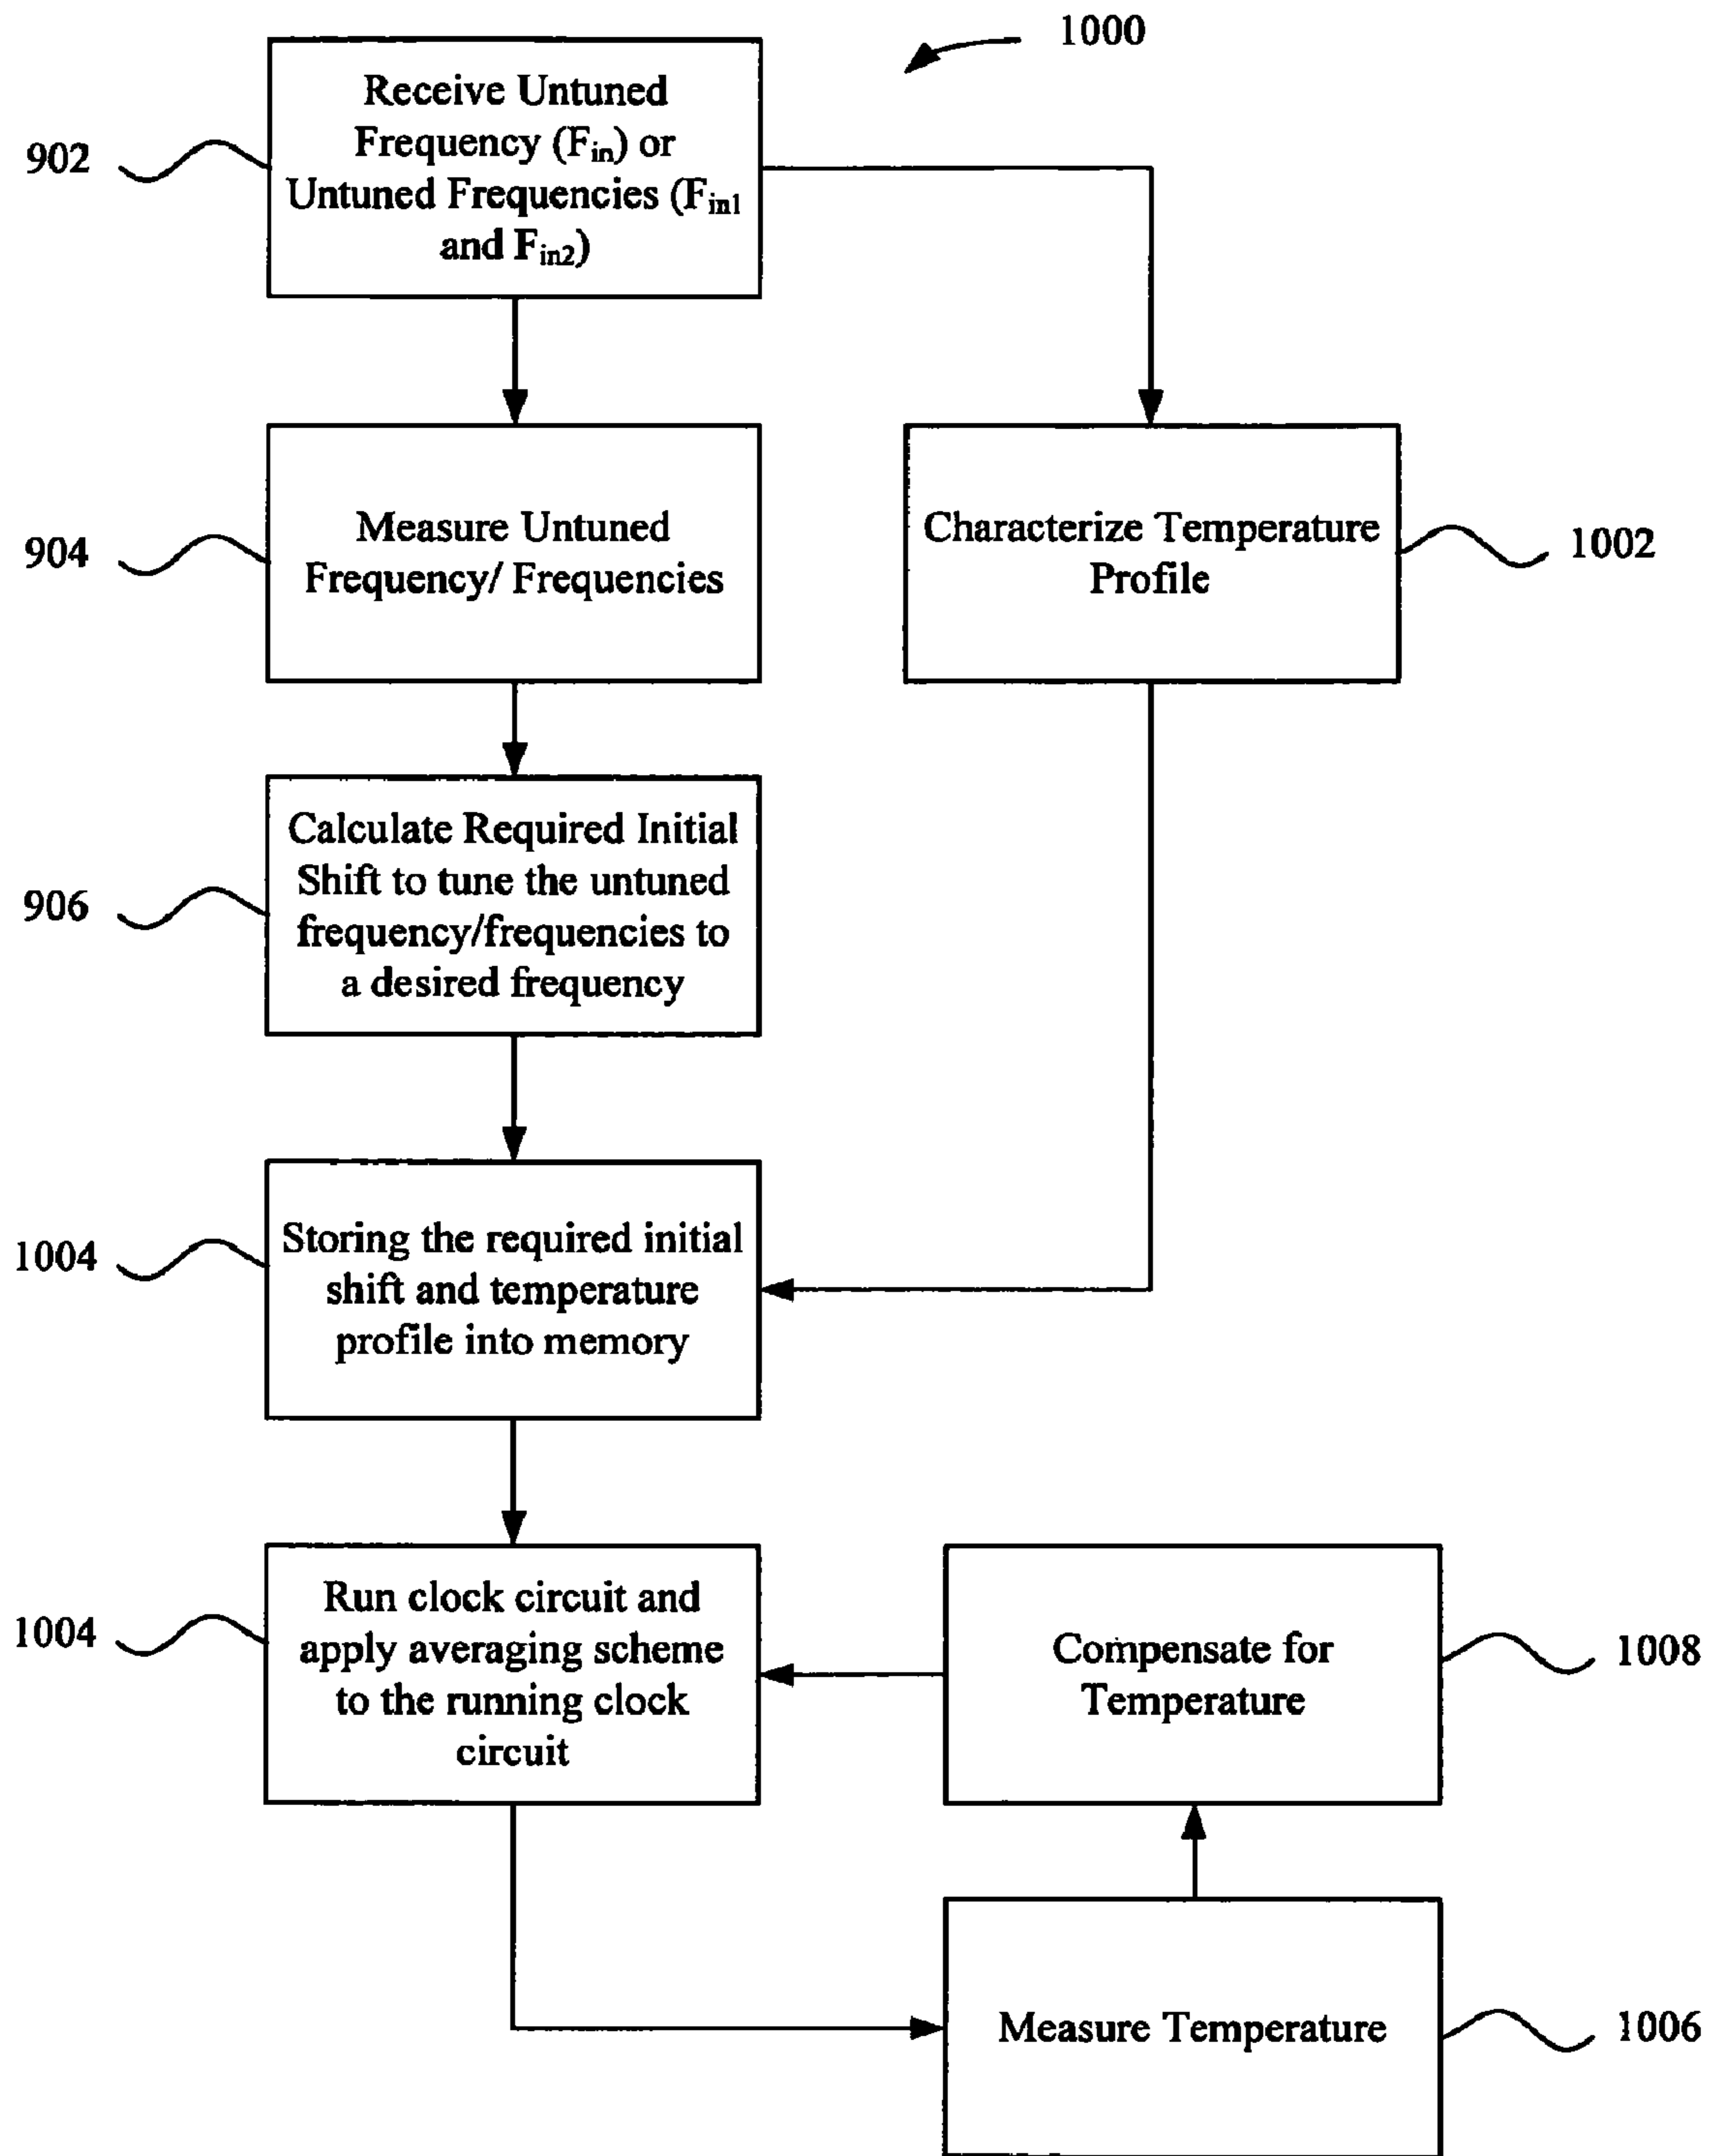 1000
Receive Untuned
Frequency (Fin) or
Untuned Frequencies (Fin1
and Fin2)
902
Measure Untuned
Frequency/ Frequencies
904
Characterize Temperature
Profile
1002
Calculate Required Initial
Shift to tune the untuned
frequency/frequencies to
a desired frequency
906
Storing the required initial
shift and temperature
profile into memory
1004
Run clock circuit and
apply averaging scheme
to the running clock
circuit
1004
Compensate for
Temperature
1008
Measure Temperature
1006